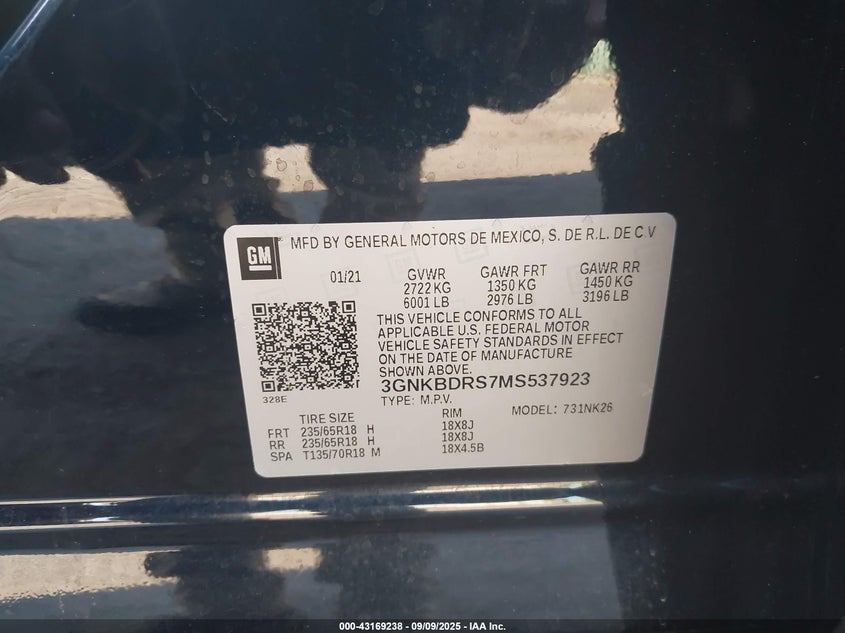 GM
MFD BY GENERAL MOTORS DE MEXICO, S. DE R.L. DE C.V
01/21 GVWR GAWR FRT GAWR RR
2722 KG 1350 KG 1450 KG
6001 LB 2976 LB 3196 LB
THIS VEHICLE CONFORMS TO ALL
APPLICABLE U.S. FEDERAL MOTOR
VEHICLE SAFETY STANDARDS IN EFFECT
ON THE DATE OF MANUFACTURE
SHOWN ABOVE.
328E
3GNKBDRS7MS537923
TYPE: M.P.V. MODEL: 731NK26
TIRE SIZE RIM
FRT 235/65R18 H 18X8J
RR 235/65R18 H 18X8J
SPA T135/70R18 M 18X4.5B
000-43169238 - 09/09/2025 - IAA Inc.